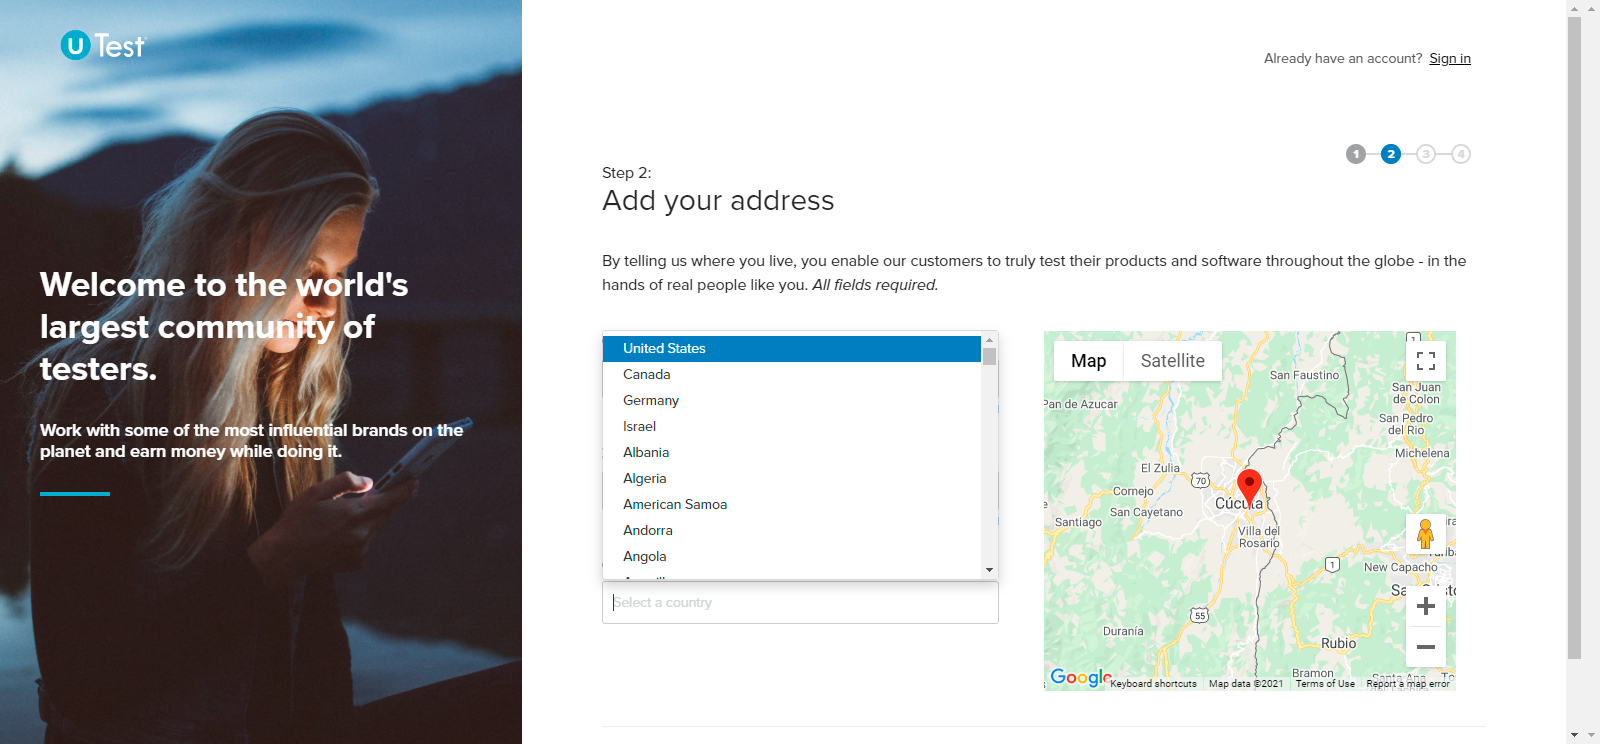 uTest
Already have an account? Sign in
1 2 3 4
Step 2:
Add your address
Welcome to the world's
largest community of
testers.
Work with some of the most influential brands on the
planet and earn money while doing it.
By telling us where you live, you enable our customers to truly test their products and software throughout the globe - in the
hands of real people like you. All fields required.
United States
Canada
Germany
Israel
Albania
Algeria
American Samoa
Andorra
Angola
Select a country
Map Satellite
1
San Faustino
San Juan
de Colon
Pan de Azucar
San Pedro
del Rio
Michelena
El Zulia
70
Cornejo
San Cayetano
Santiago
Cúcuta
Villa del
Rosario
1
New Capacho
55
Duranía
Rubio
Bramon
Google
Keyboard shortcuts Map data ©2021 Terms of Use Report a map error